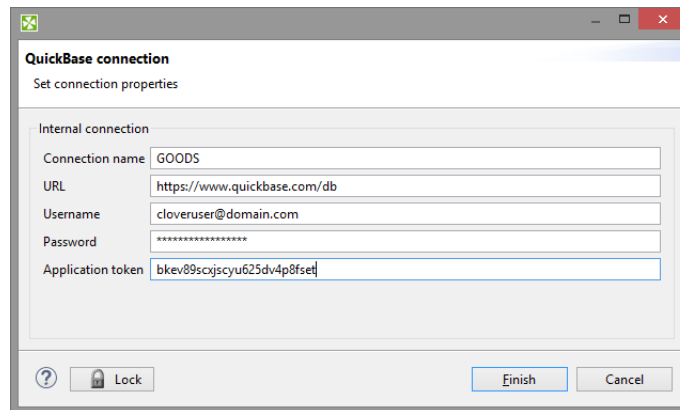 QuickBase connection
Set connection properties
Internal connection
Connection name GOODS
URL https://www.quickbase.com/db
Username cloveruser@domain.com
Password *****************
Application token bkev89scxjscyu625dv4p8fset
? Lock Finish Cancel